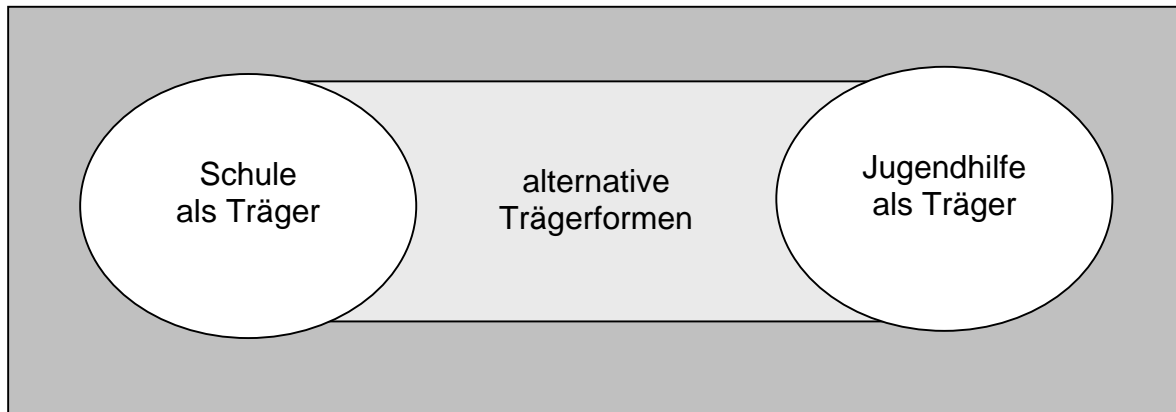 Schule
als Träger
alternative
Trägerformen
Jugendhilfe
als Träger